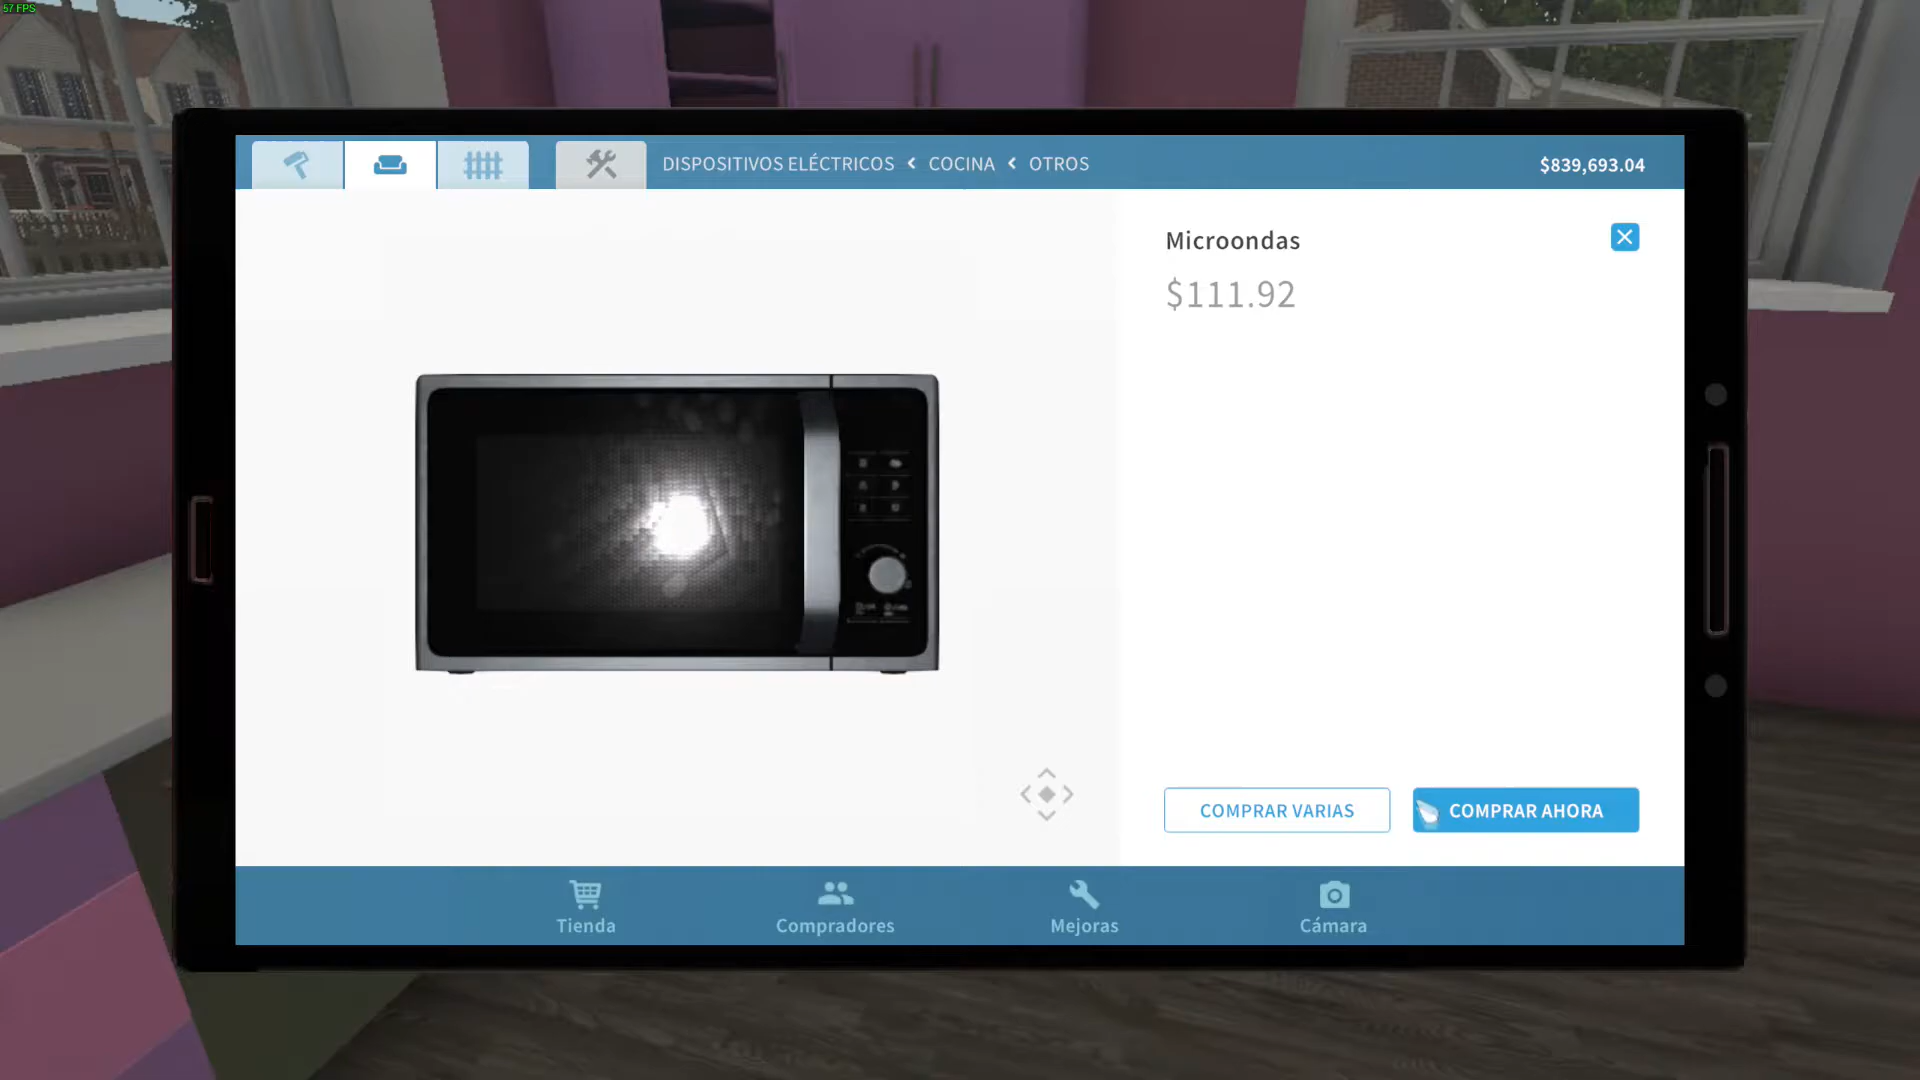 57 FPS
DISPOSITIVOS ELÉCTRICOS < COCINA < OTROS
$839,693.04
Microondas
$111.92
COMPRAR VARIAS
COMPRAR AHORA
Tienda
Compradores
Mejoras
Cámara